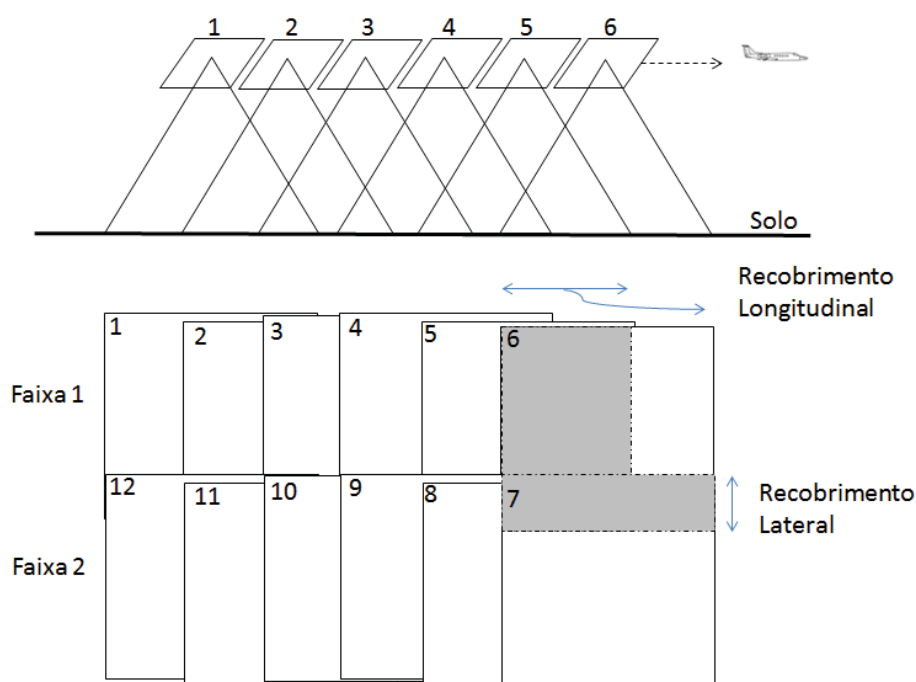 1 2 3 4 5 6
Solo
Recobrimento
Longitudinal
1 2 3 4 5 6
Faixa 1
12 11 10 9 8 7
Recobrimento
Lateral
Faixa 2